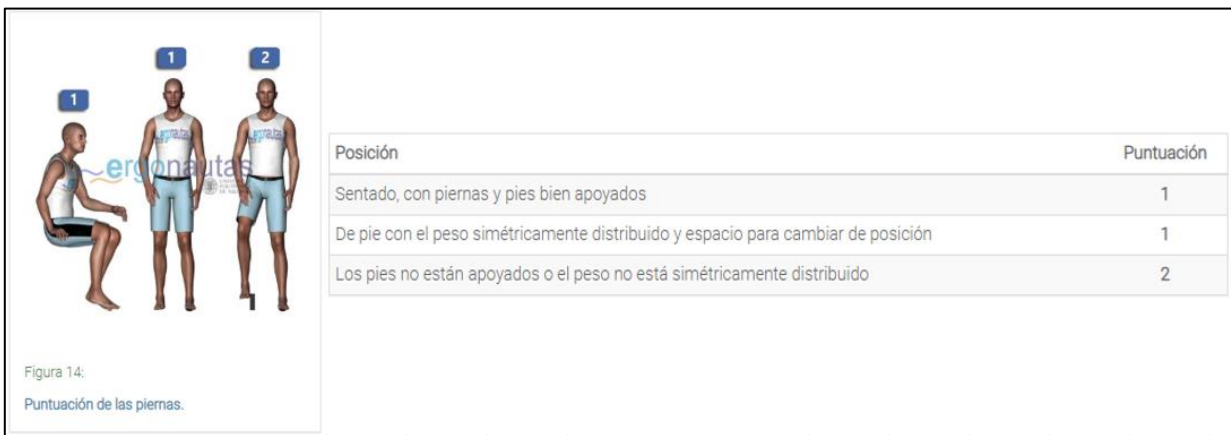 1
2
1
ergonautas
Posición Puntuación
Sentado, con piernas y pies bien apoyados 1
De pie con el peso simétricamente distribuido y espacio para cambiar de posición 1
Los pies no están apoyados o el peso no está simétricamente distribuido 2
Figura 14:
Puntuación de las piernas.